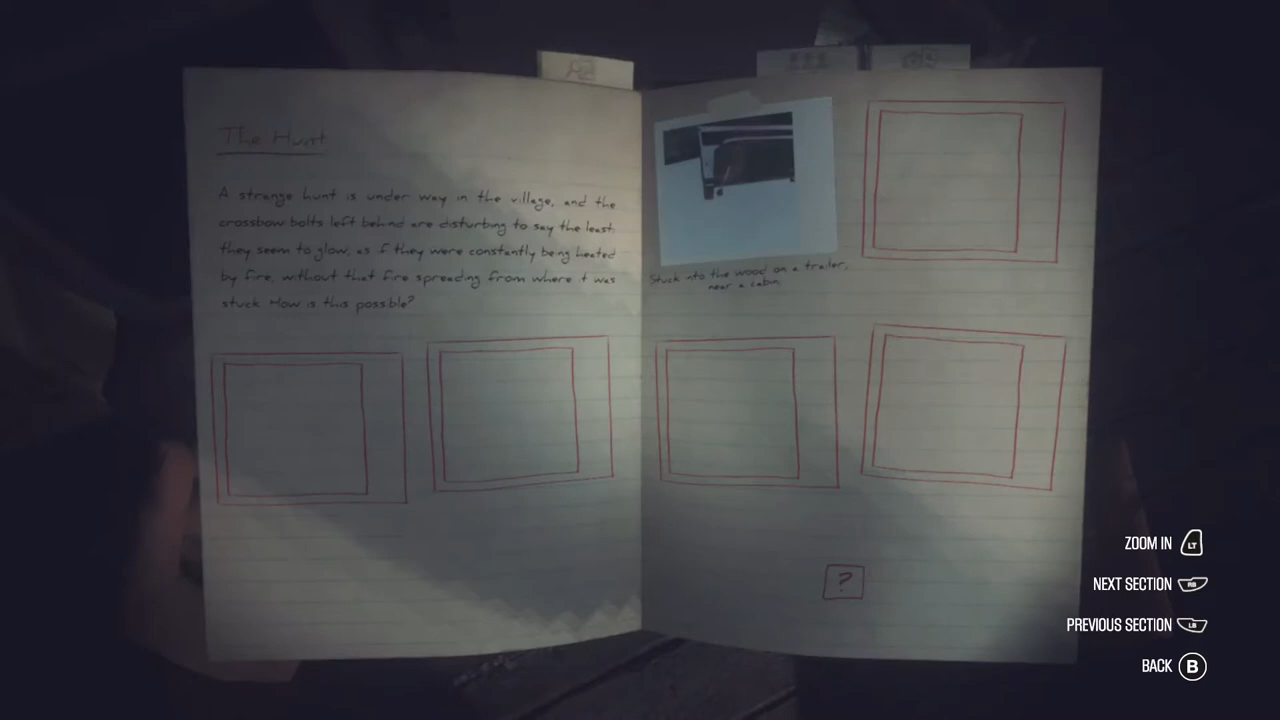 The Hunt
A strange hunt is under way in the village, and the
crossbow bolts left behind are disturbing to say the least:
they seem to glow, as if they were constantly being heated
by fire, without that fire spreading from where it was
stuck. How is this possible?
Stuck into the wood on a trailer,
near a cabin
?
ZOOM IN LT
NEXT SECTION RB
PREVIOUS SECTION LB
BACK B